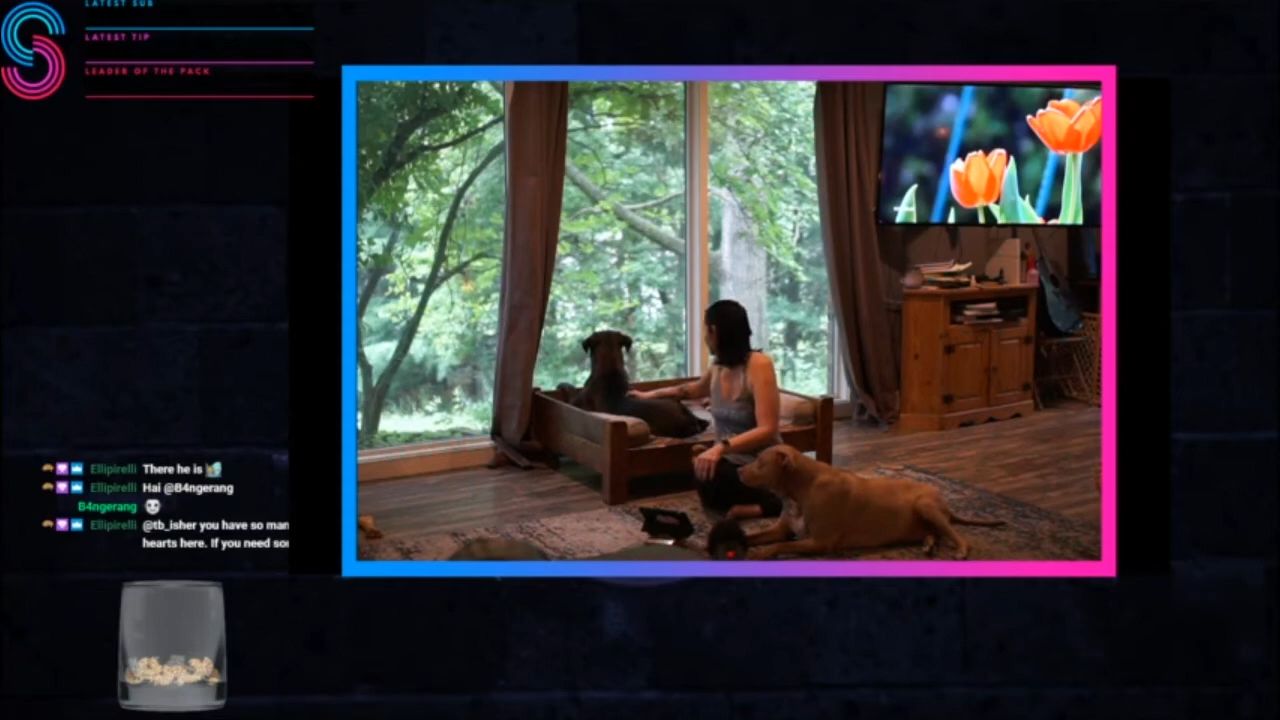 LATEST SUB
LATEST TIP
LEADER OF THE PACK
Ellipirelli There he is
Ellipirelli Hai @B4ngerang
B4ngerang
Ellipirelli @tb_isher you have so man
hearts here. If you need so